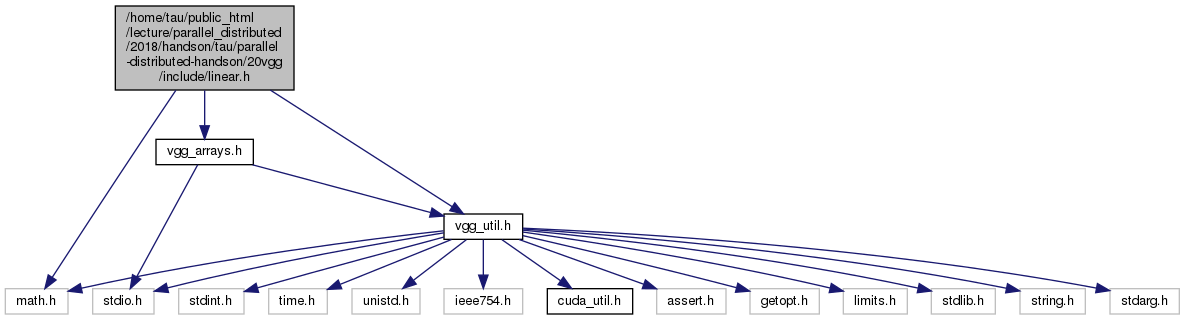 /home/tau/public_html
/lecture/parallel_distributed
/2018/handson/tau/parallel
-distributed-handson/20vgg
/include/linear.h
vgg_arrays.h
vgg_util.h
math.h
stdio.h
stdint.h
time.h
unistd.h
ieee754.h
cuda_util.h
assert.h
getopt.h
limits.h
stdlib.h
string.h
stdarg.h